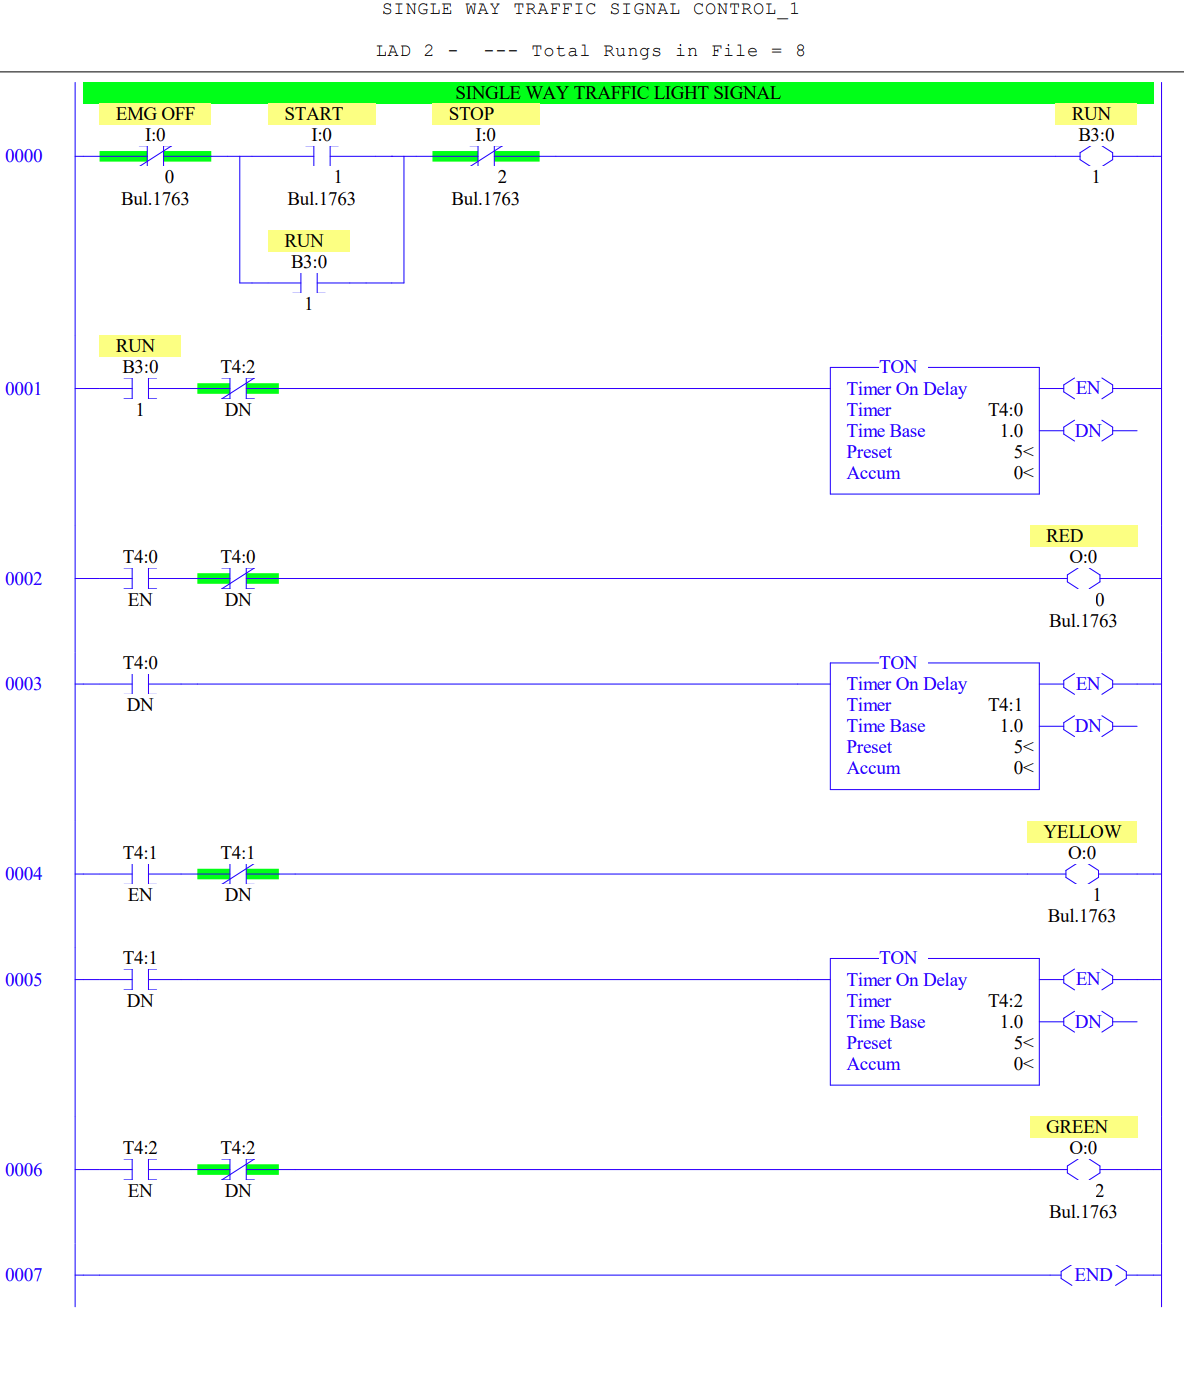 SINGLE WAY TRAFFIC SIGNAL CONTROL_1
LAD 2 -  --- Total Rungs in File = 8
SINGLE WAY TRAFFIC LIGHT SIGNAL
EMG OFF START STOP RUN
I:0 I:0 I:0 B3:0
0000
0 1 2 1
Bul.1763 Bul.1763 Bul.1763
RUN
B3:0
1
RUN
B3:0 T4:2 TON
0001 Timer On Delay EN
1 DN Timer T4:0
Time Base 1.0 DN
Preset 5<
Accum 0<
RED
T4:0 T4:0 O:0
0002
EN DN 0
Bul.1763
T4:0 TON
0003 Timer On Delay EN
DN Timer T4:1
Time Base 1.0 DN
Preset 5<
Accum 0<
YELLOW
T4:1 T4:1 O:0
0004
EN DN 1
Bul.1763
T4:1 TON
0005 Timer On Delay EN
DN Timer T4:2
Time Base 1.0 DN
Preset 5<
Accum 0<
GREEN
T4:2 T4:2 O:0
0006
EN DN 2
Bul.1763
0007 END